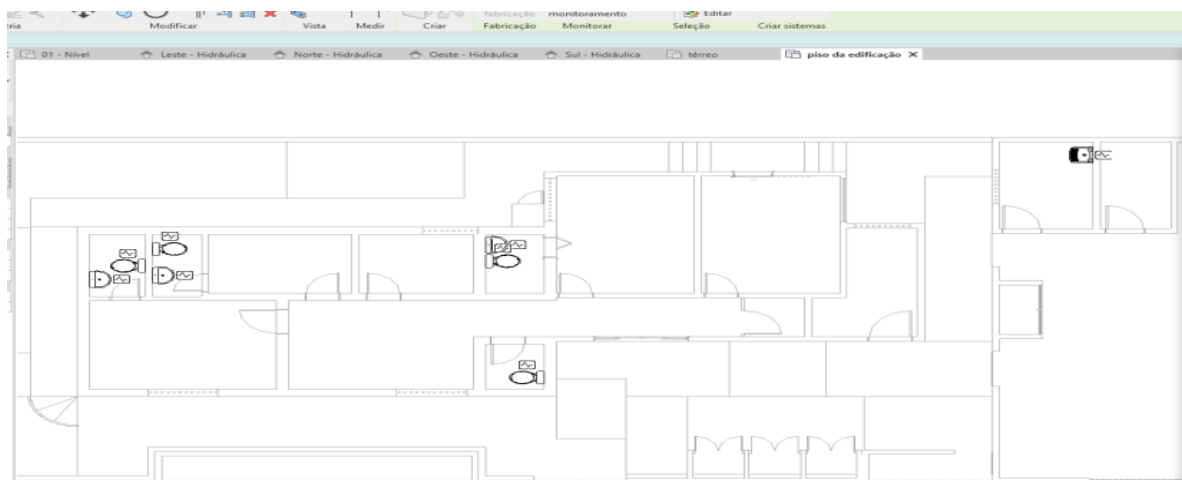 fabricação monitoramento Editar
Modificar Vista Medir Criar Fabricação Monitorar Seleção Criar sistemas
01 - Nível Leste - Hidráulica Norte - Hidráulica Oeste - Hidráulica Sul - Hidráulica térreo piso da edificação